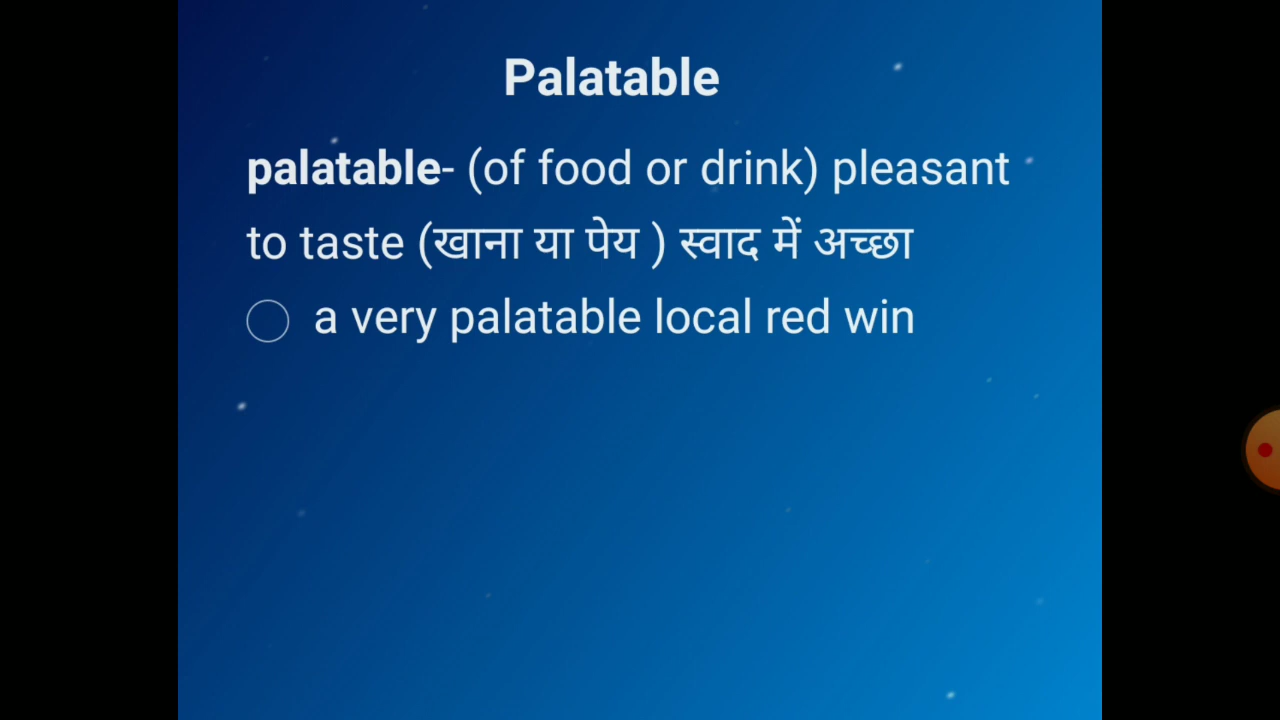 Palatable
palatable- (of food or drink) pleasant
to taste (खाना या पेय ) स्वाद में अच्छा
a very palatable local red win